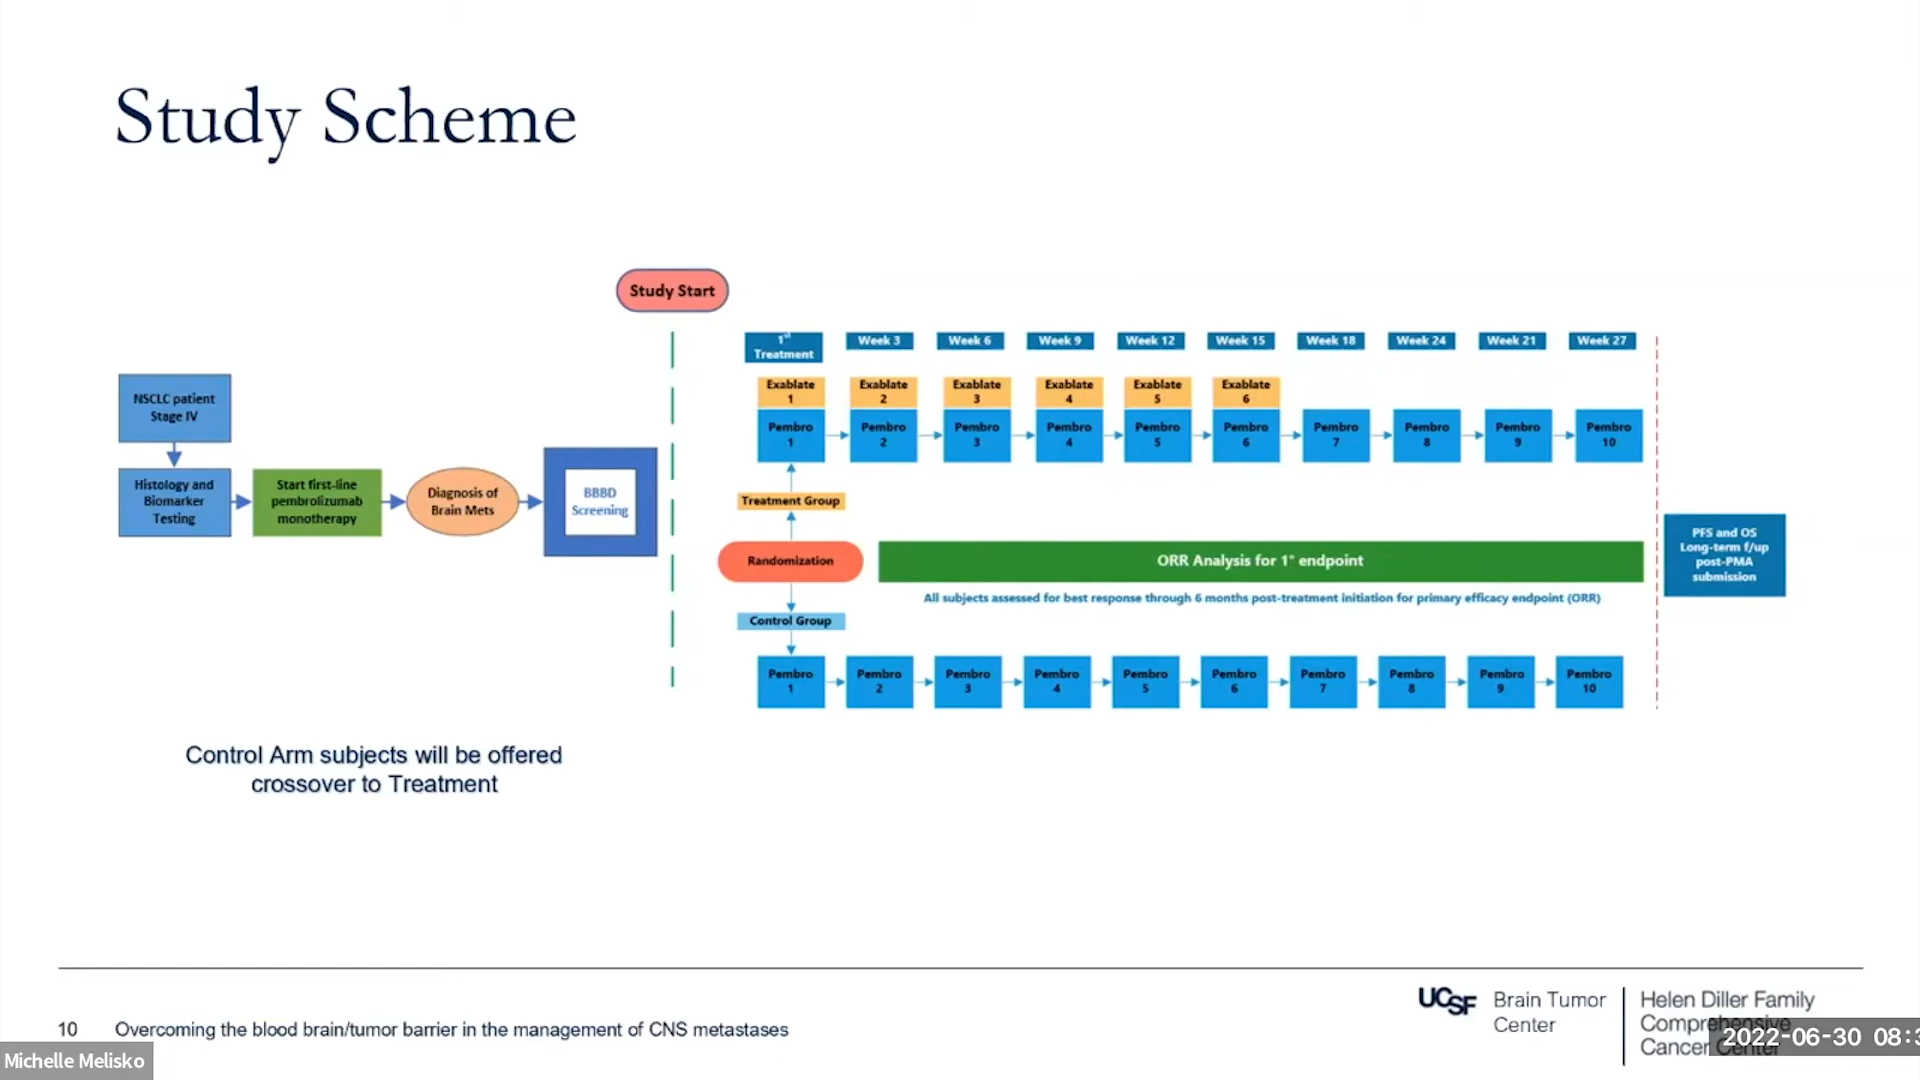 Study Scheme
Study Start
NSCLC patient
Stage IV
Histology and
Biomarker
Testing
Start first-line
pembrolizumab
monotherapy
Diagnosis of
Brain Mets
BBBD
Screening
1st
Treatment
Week 3
Week 6
Week 9
Week 12
Week 15
Week 18
Week 24
Week 21
Week 27
Exablate
1
Exablate
2
Exablate
3
Exablate
4
Exablate
5
Exablate
6
Pembro
1
Pembro
2
Pembro
3
Pembro
4
Pembro
5
Pembro
6
Pembro
7
Pembro
8
Pembro
9
Pembro
10
Treatment Group
Randomization
ORR Analysis for 1° endpoint
All subjects assessed for best response through 6 months post-treatment initiation for primary efficacy endpoint (ORR)
Control Group
Pembro
1
Pembro
2
Pembro
3
Pembro
4
Pembro
5
Pembro
6
Pembro
7
Pembro
8
Pembro
9
Pembro
10
PFS and OS
Long-term f/up
post-PMA
submission
Control Arm subjects will be offered
crossover to Treatment
10 Overcoming the blood brain/tumor barrier in the management of CNS metastases
UCSF
Brain Tumor
Center
Helen Diller Family
Comprehensive
Cancer Center
2022-06-30 08:3
Michelle Melisko